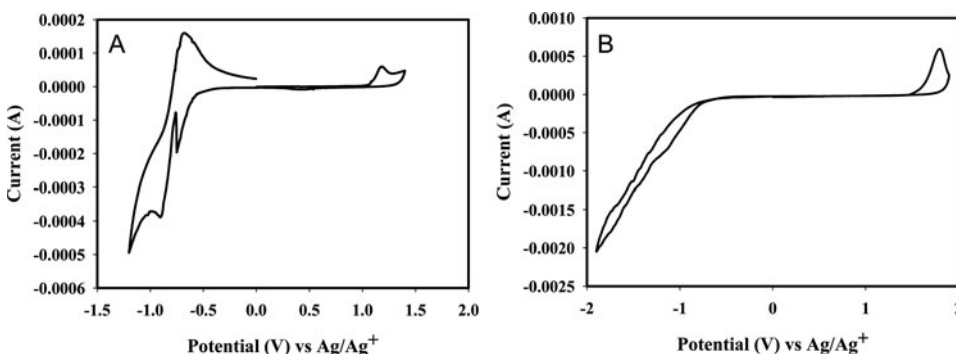 A
Current (A)
0.0002
0.0001
0.0000
-0.0001
-0.0002
-0.0003
-0.0004
-0.0005
-0.0006
-1.5 -1.0 -0.5 0.0 0.5 1.0 1.5 2.0
Potential (V) vs Ag/Ag+
B
Current (A)
0.0010
0.0005
0.0000
-0.0005
-0.0010
-0.0015
-0.0020
-0.0025
-2 -1 0 1 2
Potential (V) vs Ag/Ag+